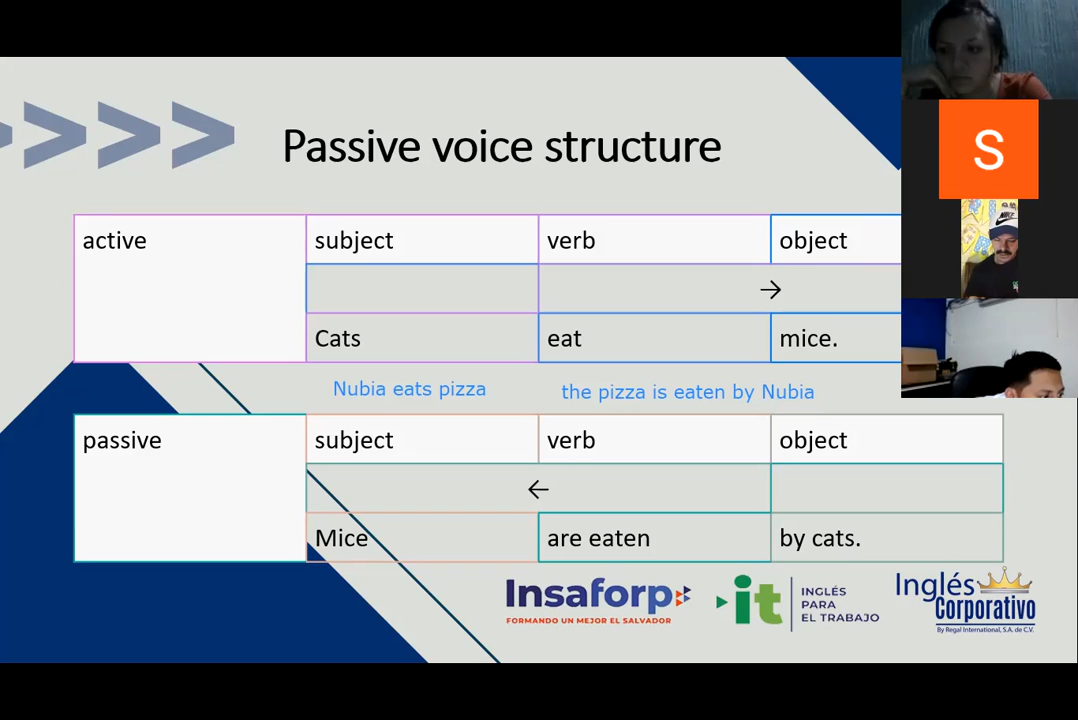 >>>>
Passive voice structure
S
NIKE
active subject verb object
→
Cats eat mice.
Nubia eats pizza the pizza is eaten by Nubia
passive subject verb object
←
Mice are eaten by cats.
Insaforp
FORMANDO UN MEJOR EL SALVADOR
it
INGLÉS
PARA
EL TRABAJO
Inglés
Corporativo
By Regal International, S.A. de C.V.